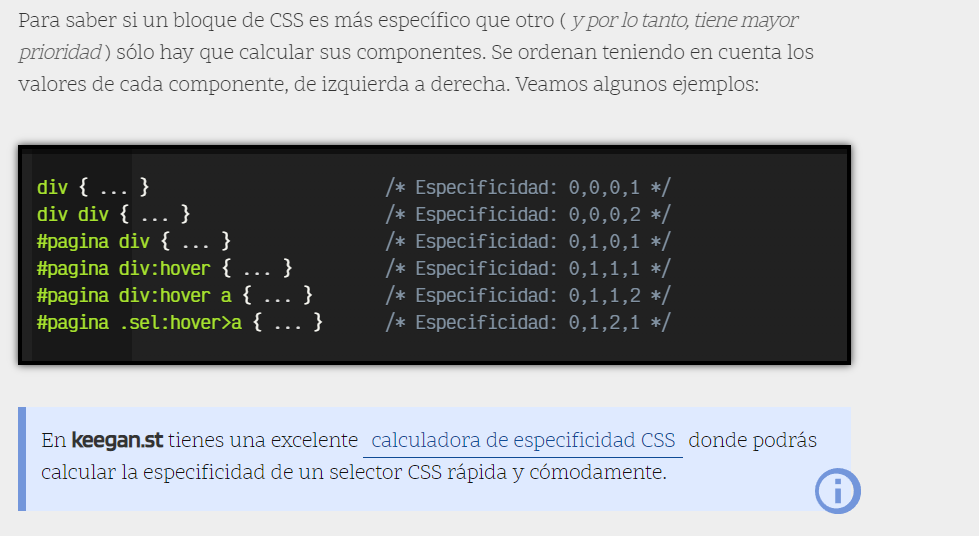 Para saber si un bloque de CSS es más específico que otro ( y por lo tanto, tiene mayor
prioridad ) sólo hay que calcular sus componentes. Se ordenan teniendo en cuenta los
valores de cada componente, de izquierda a derecha. Veamos algunos ejemplos:
div { ... } /* Especificidad: 0,0,0,1 */
div div { ... } /* Especificidad: 0,0,0,2 */
#pagina div { ... } /* Especificidad: 0,1,0,1 */
#pagina div:hover { ... } /* Especificidad: 0,1,1,1 */
#pagina div:hover a { ... } /* Especificidad: 0,1,1,2 */
#pagina .sel:hover>a { ... } /* Especificidad: 0,1,2,1 */
En keegan.st tienes una excelente calculadora de especificidad CSS donde podrás
calcular la especificidad de un selector CSS rápida y cómodamente.